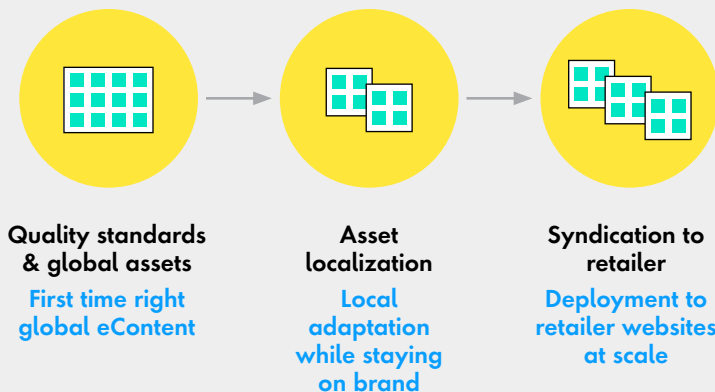 Quality standards
& global assets
First time right
global eContent
Asset
localization
Local
adaptation
while staying
on brand
Syndication to
retailer
Deployment to
retailer websites
at scale